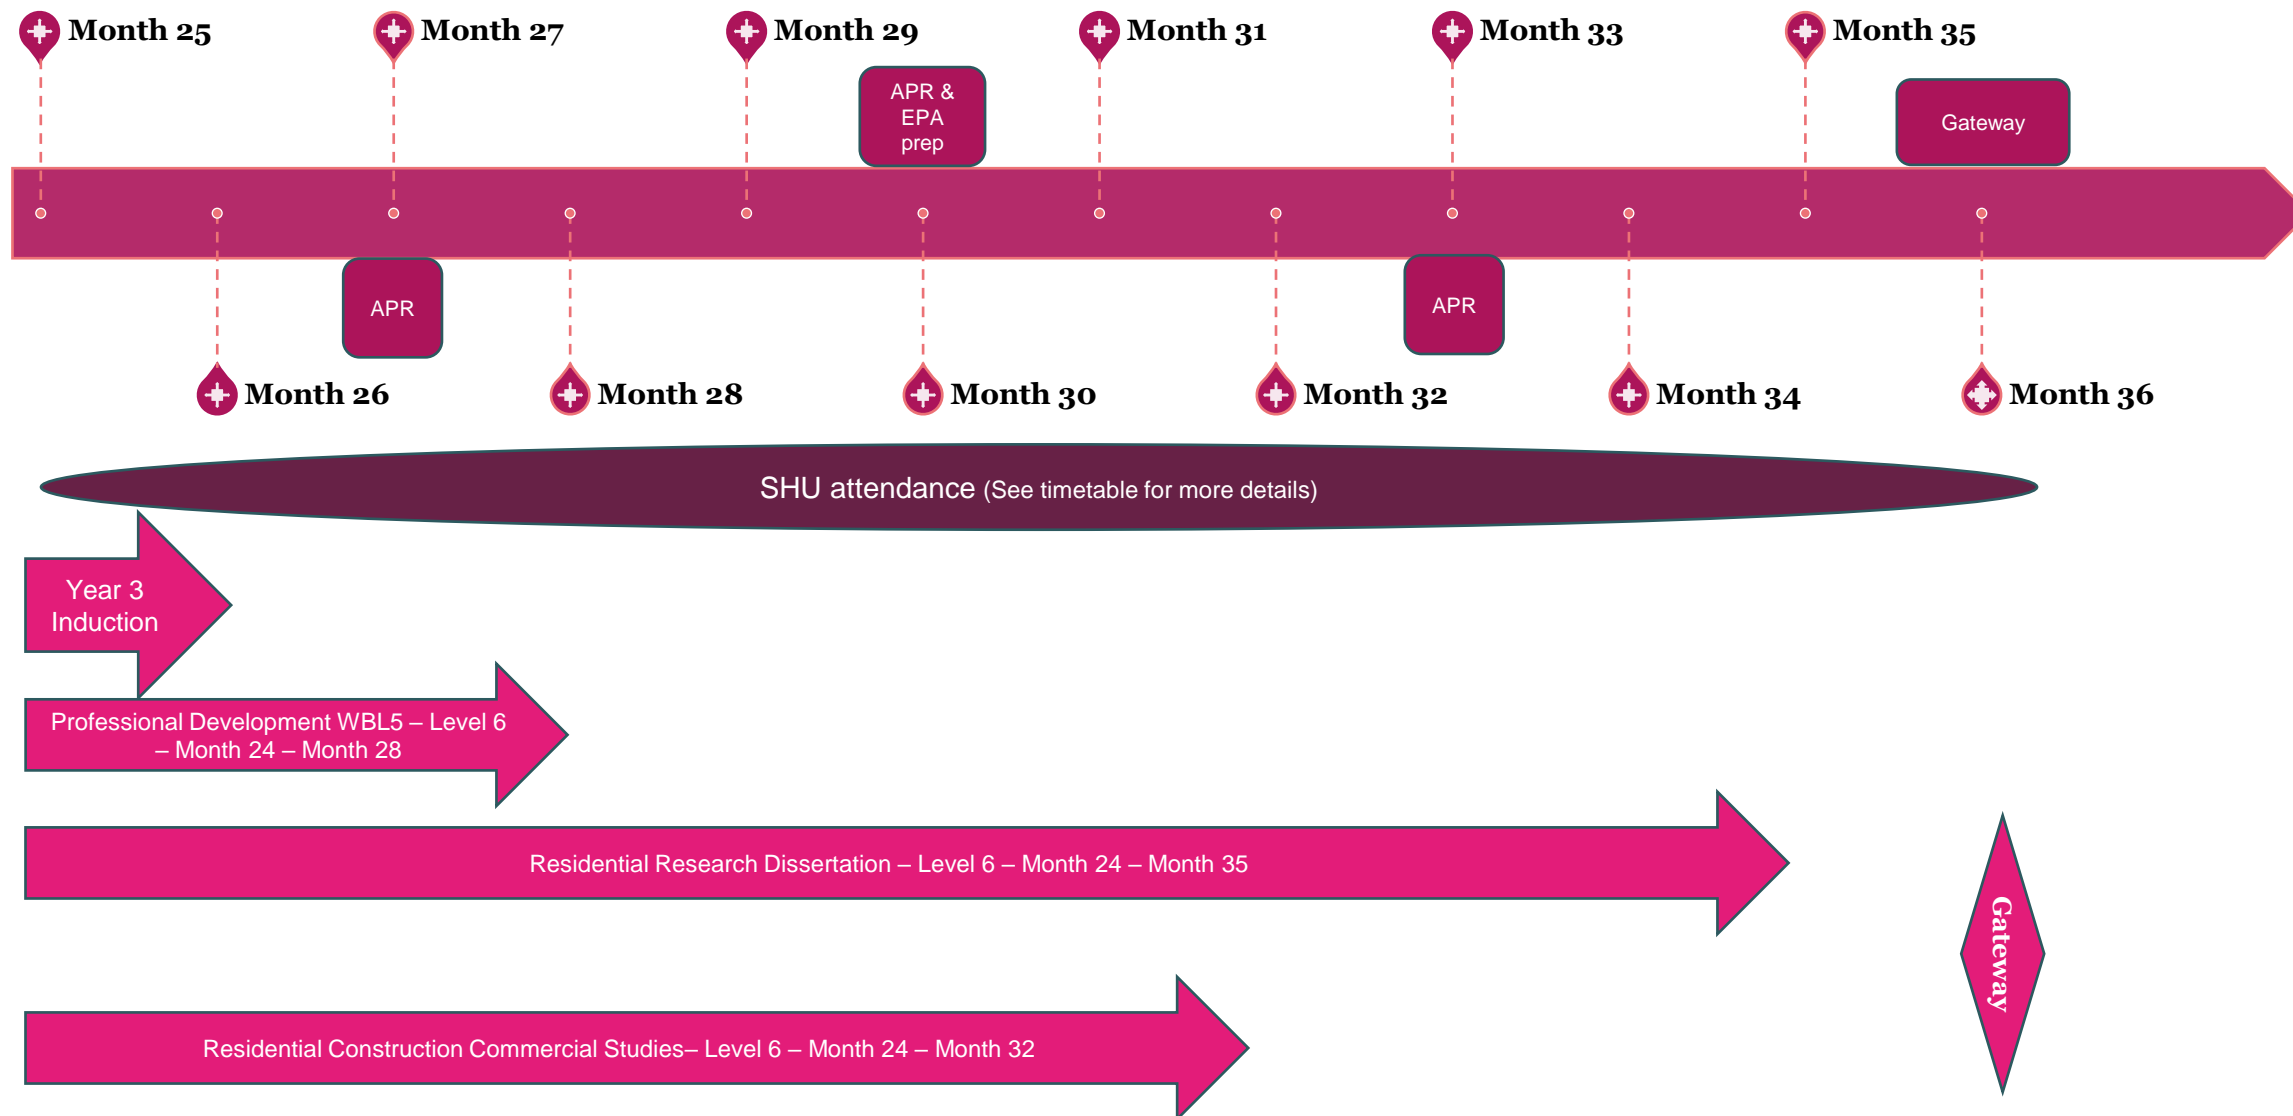 Month 25
Month 27
Month 29
Month 31
Month 33
Month 35
APR &
EPA
prep
Gateway
APR
APR
Month 26
Month 28
Month 30
Month 32
Month 34
Month 36
SHU attendance (See timetable for more details)
Year 3
Induction
Professional Development WBL5 – Level 6
– Month 24 – Month 28
Residential Research Dissertation – Level 6 – Month 24 – Month 35
Gateway
Residential Construction Commercial Studies– Level 6 – Month 24 – Month 32